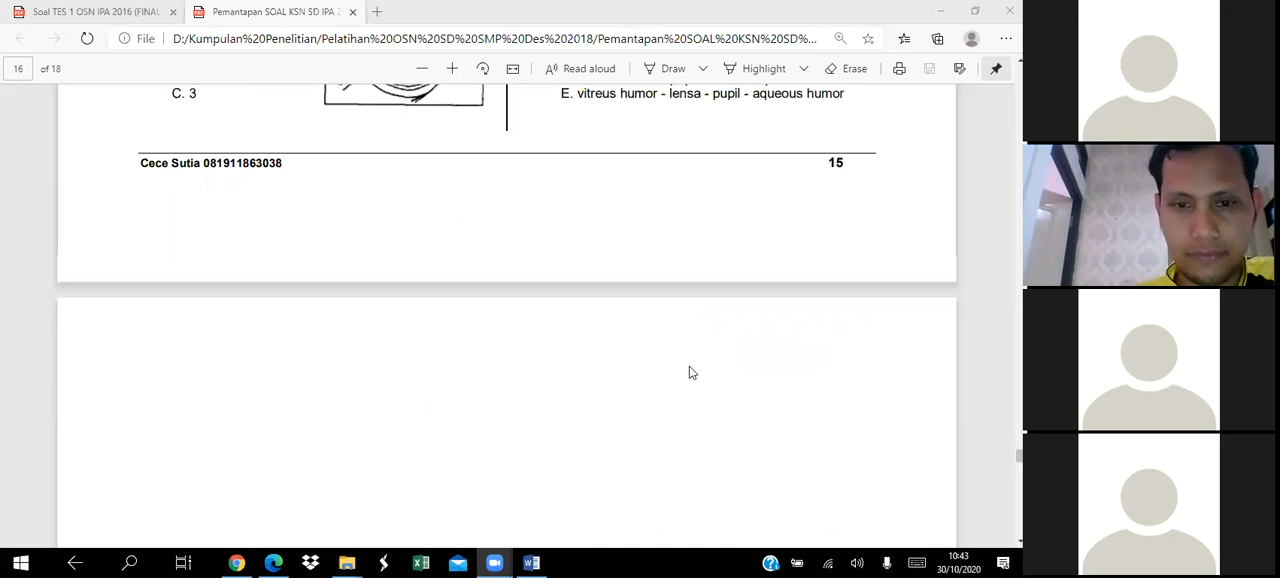 Soal TES 1 OSN IPA 2016 (FINAL
Pemantapan SOAL KSN SD IPA 2
File
D:/Kumpulan%20Penelitian/Pelatihan%20OSN%20SD%20SMP%20Des%202018/Pemantapan%20SOAL%20KSN%20SD%...
16 of 18
Read aloud
Draw
Highlight
Erase
C. 3
E. vitreus humor - lensa - pupil - aqueous humor
Cece Sutia 081911863038
15
10:43
30/10/2020